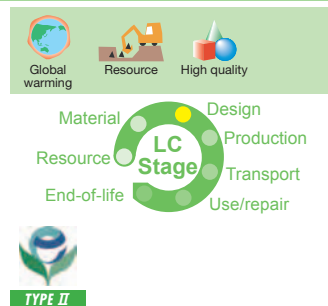 Global
warming
Resource
High quality
Material
Design
Production
Resource
LC
Stage
Transport
End-of-life
Use/repair
TYPE II